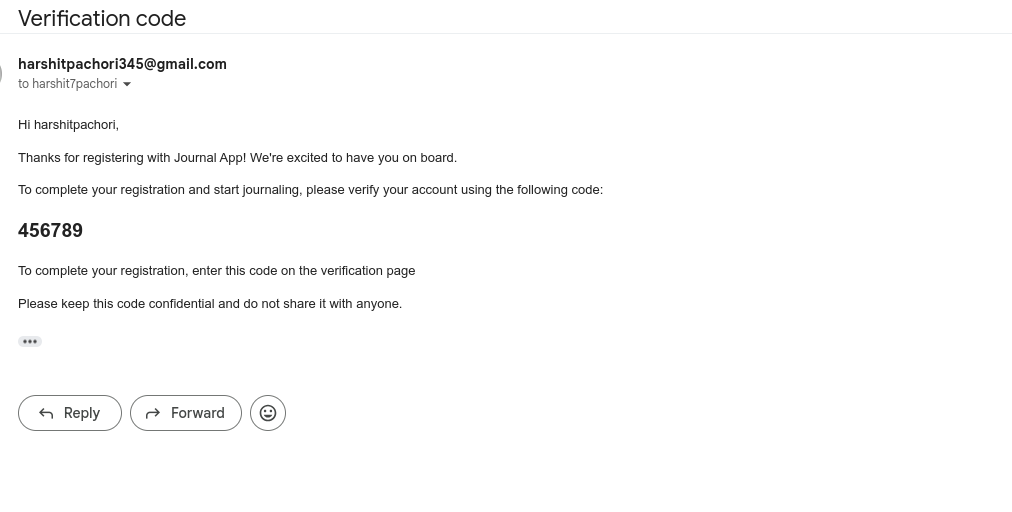 Verification code
harshitpachori345@gmail.com
to harshit7pachori
Hi harshitpachori,
Thanks for registering with Journal App! We're excited to have you on board.
To complete your registration and start journaling, please verify your account using the following code:
456789
To complete your registration, enter this code on the verification page
Please keep this code confidential and do not share it with anyone.
Reply Forward